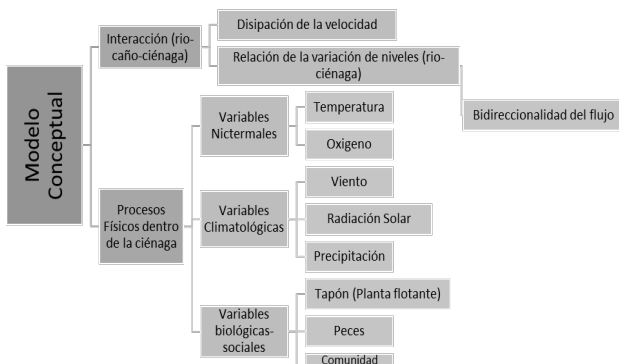 Modelo
Conceptual
Interacción (rio-
caño-ciénaga)
Disipación de la velocidad
Relación de la variación de niveles (rio-
ciénaga)
Bidireccionalidad del flujo
Procesos
Físicos dentro
de la ciénaga
Variables
Nictermales
Temperatura
Oxigeno
Variables
Climatológicas
Viento
Radiación Solar
Precipitación
Variables
biológicas-
sociales
Tapón (Planta flotante)
Peces
Comunidad